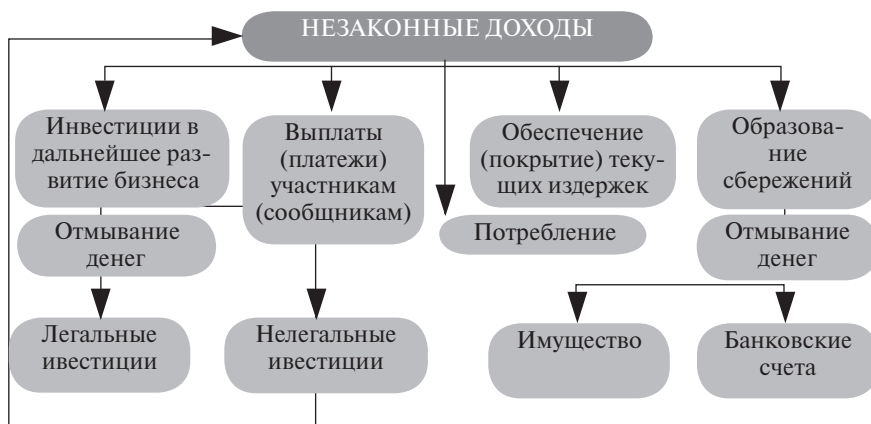 НЕЗАКОННЫЕ ДОХОДЫ
Инвестиции в
дальнейшее раз-
витие бизнеса
Выплаты
(платежи)
участникам
(сообщникам)
Обеспечение
(покрытие) теку-
щих издержек
Образова-
ние
сбережений
Отмывание
денег
Потребление
Отмывание
денег
Легальные
ивестиции
Нелегальные
ивестиции
Имущество
Банковские
счета